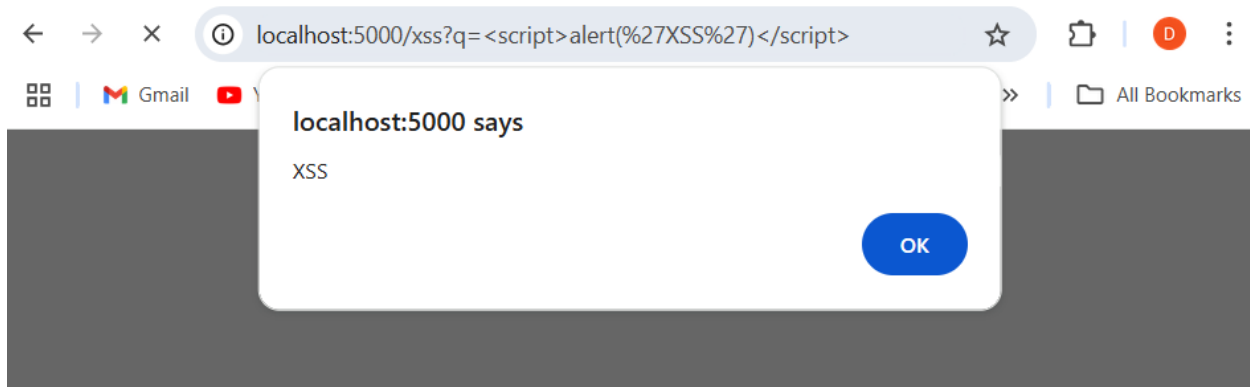 localhost:5000/xss?q=<script>alert(%27XSS%27)</script>
D
Gmail
All Bookmarks
localhost:5000 says
XSS
OK